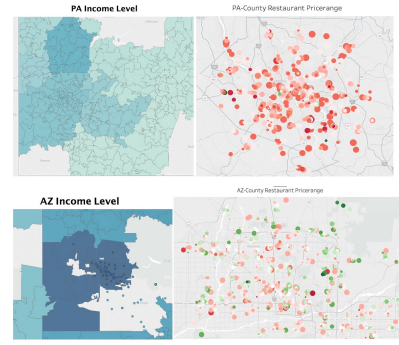 PA Income Level
PA-County Restaurant Pricerange
AZ Income Level
AZ-County Restaurant Pricerange